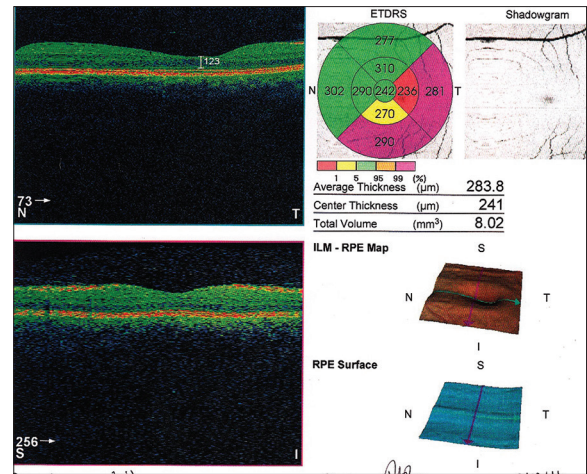 ETDRS
Shadowgram
123
277
310
N 302 290 242 236 281 T
270
290
1 5 95 99 (%)
Average Thickness (μm) 283.8
Center Thickness (μm) 241
Total Volume (mm³) 8.02
73 →
N T
ILM - RPE Map S
N T
I
RPE Surface S
N T
I
256 →
S I